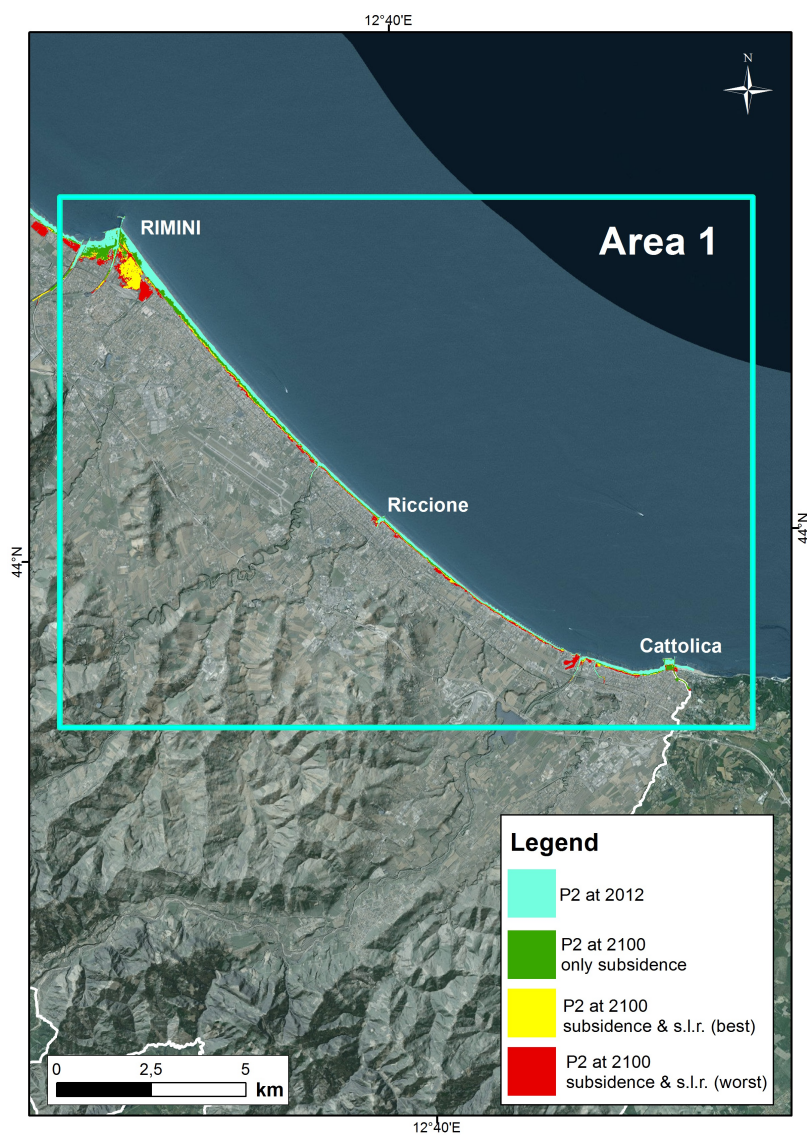 12°40'E
N
RIMINI
Area 1
Riccione
44°N
44°N
Cattolica
Legend
P2 at 2012
P2 at 2100
only subsidence
P2 at 2100
subsidence & s.l.r. (best)
P2 at 2100
subsidence & s.l.r. (worst)
0 2,5 5
km
12°40'E